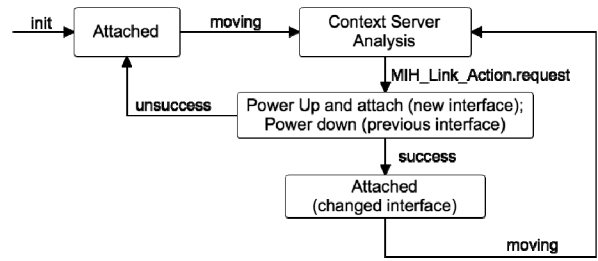 init
Attached
moving
Context Server
Analysis
MIH_Link_Action.request
unsuccess
Power Up and attach (new interface);
Power down (previous interface)
success
Attached
(changed interface)
moving